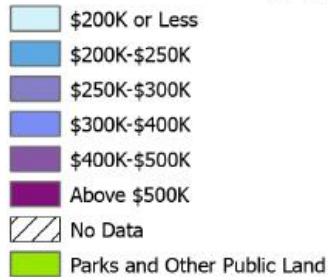 $200K or Less
$200K-$250K
$250K-$300K
$300K-$400K
$400K-$500K
Above $500K
No Data
Parks and Other Public Land